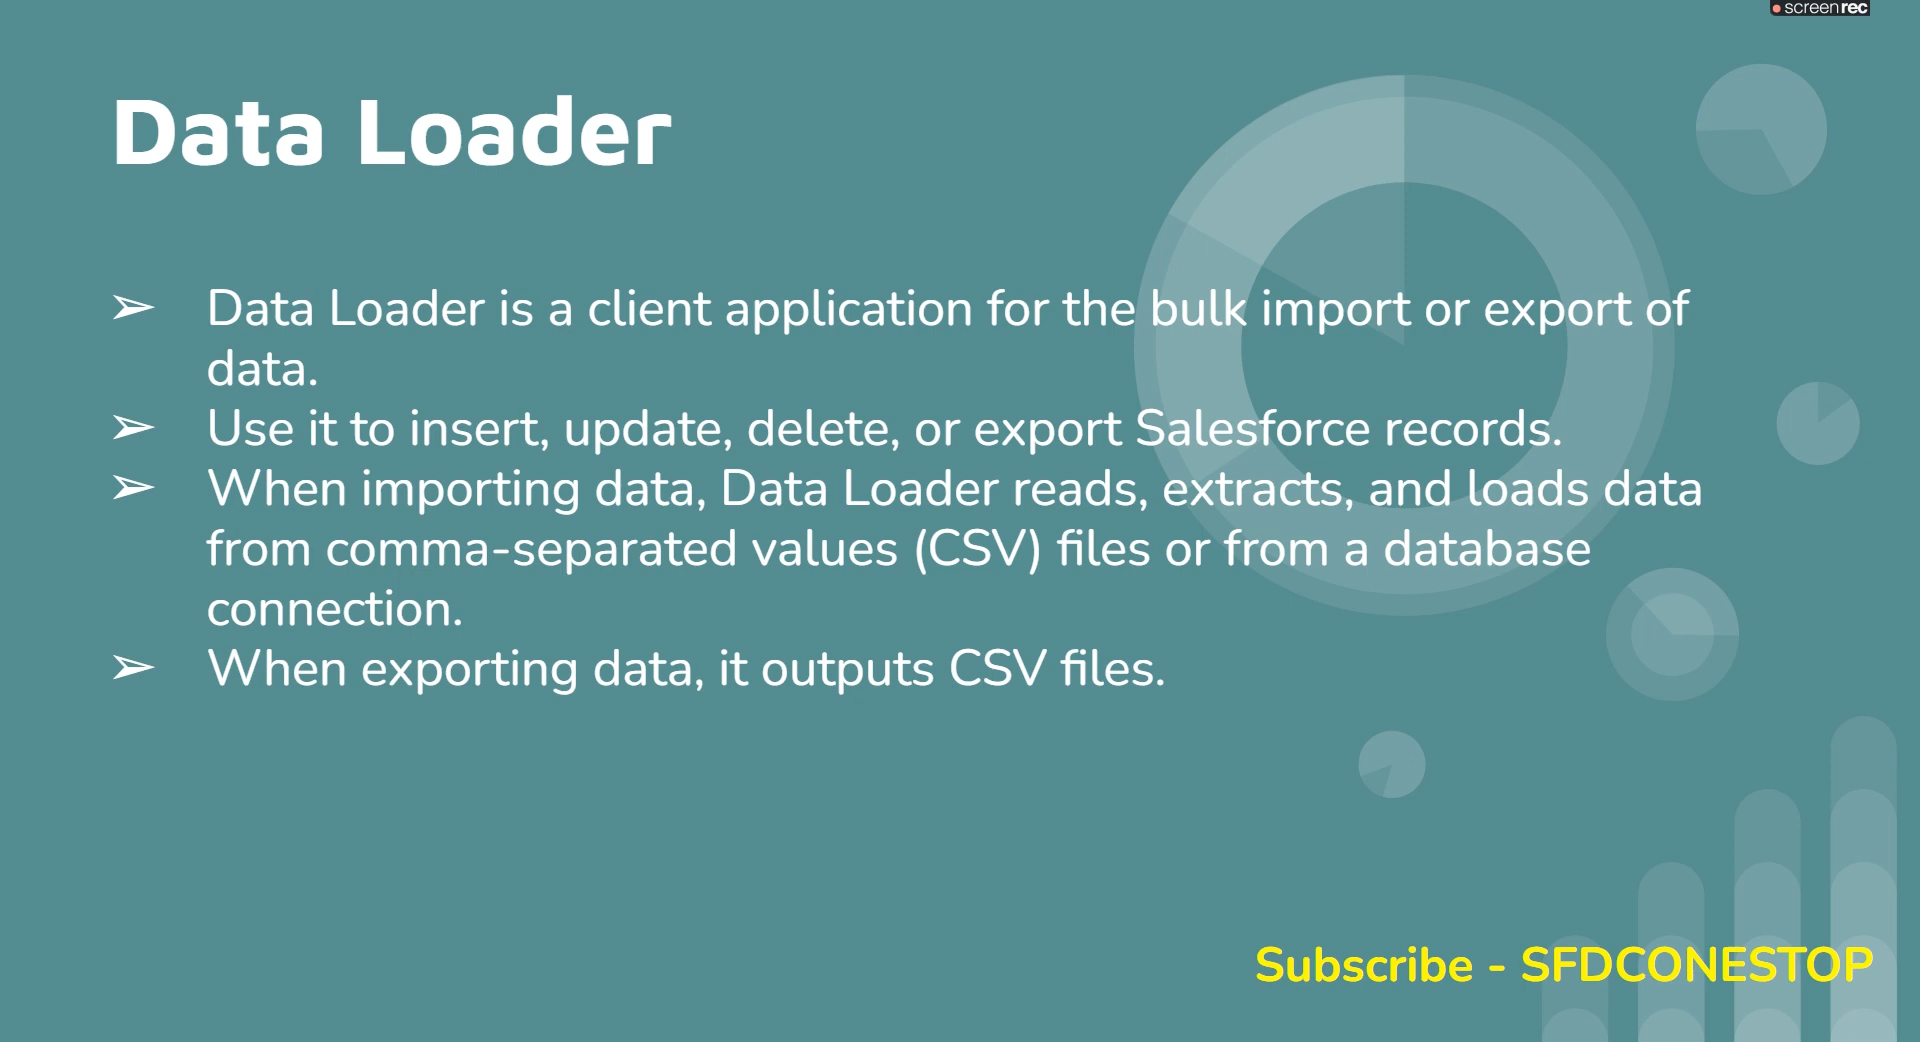 screenrec
Data Loader
➢ Data Loader is a client application for the bulk import or export of
data.
➢ Use it to insert, update, delete, or export Salesforce records.
➢ When importing data, Data Loader reads, extracts, and loads data
from comma-separated values (CSV) files or from a database
connection.
➢ When exporting data, it outputs CSV files.
Subscribe - SFDCONESTOP